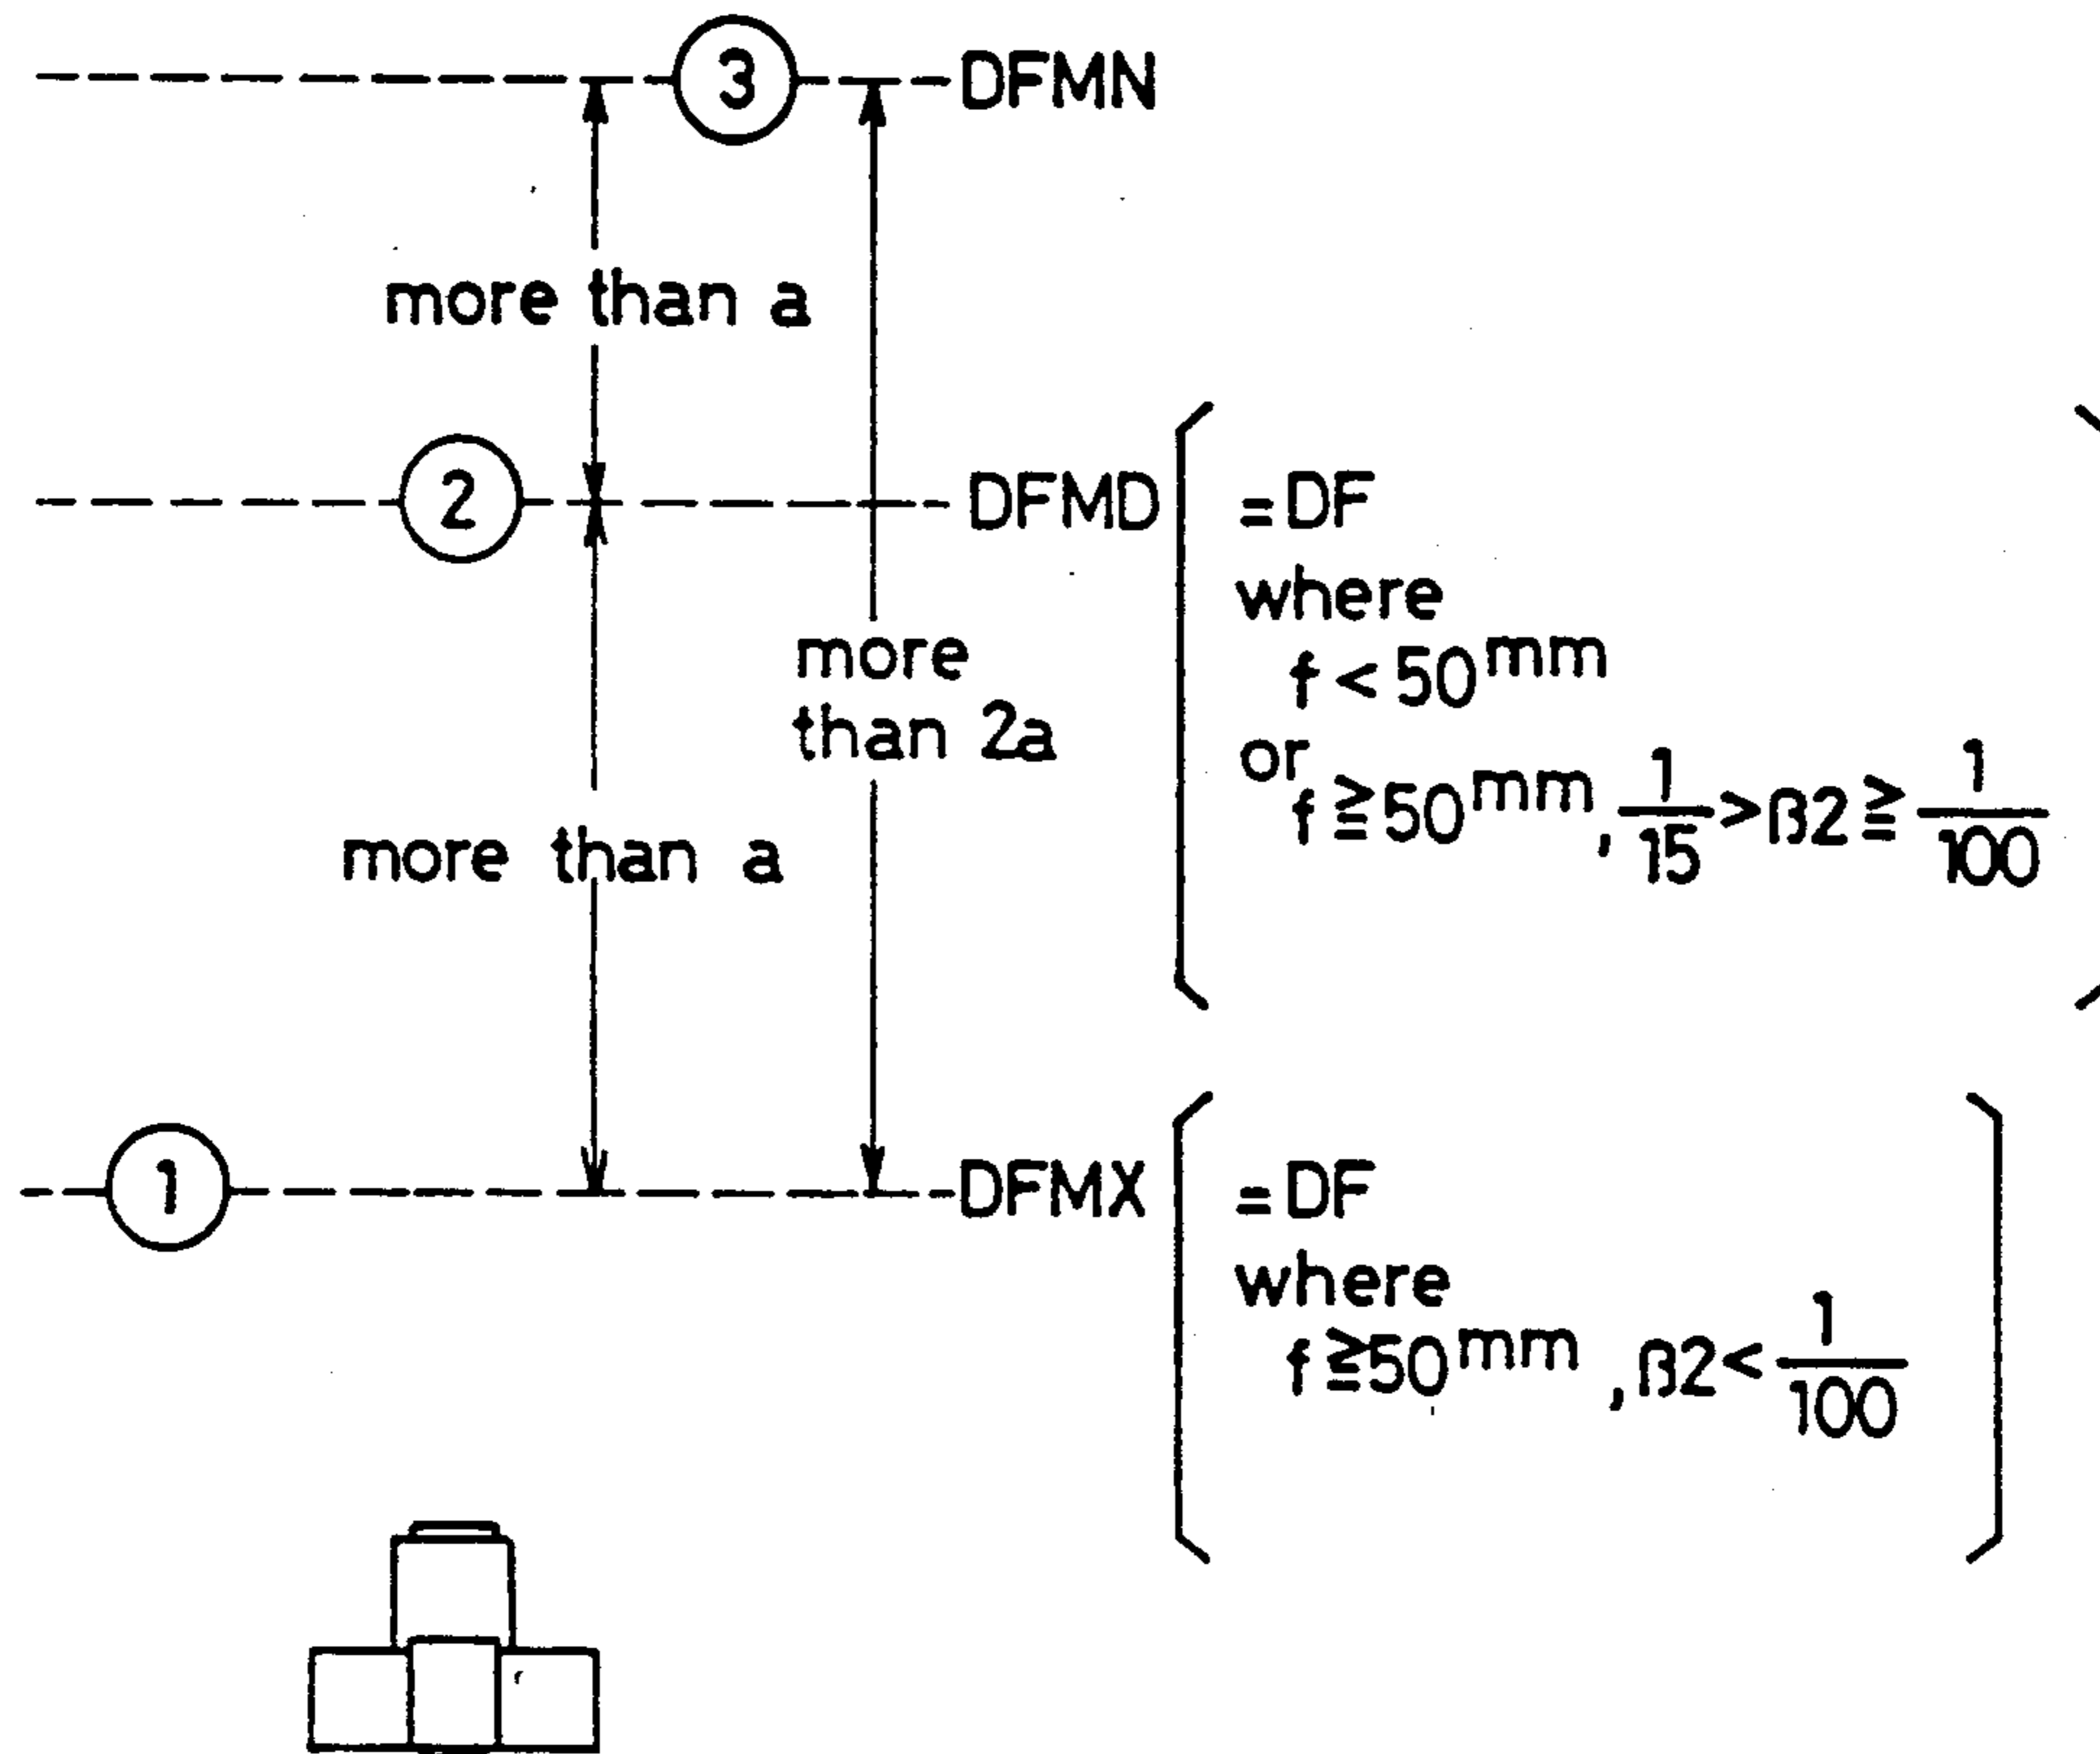 3 DFMN
more than a
2 DFMD =DF
where
f < 50mm
or
f ≧ 50mm, 1/15 > β2 ≧ 1/100
more
than 2a
more than a
1 DFMX =DF
where
f ≧ 50mm, β2 < 1/100